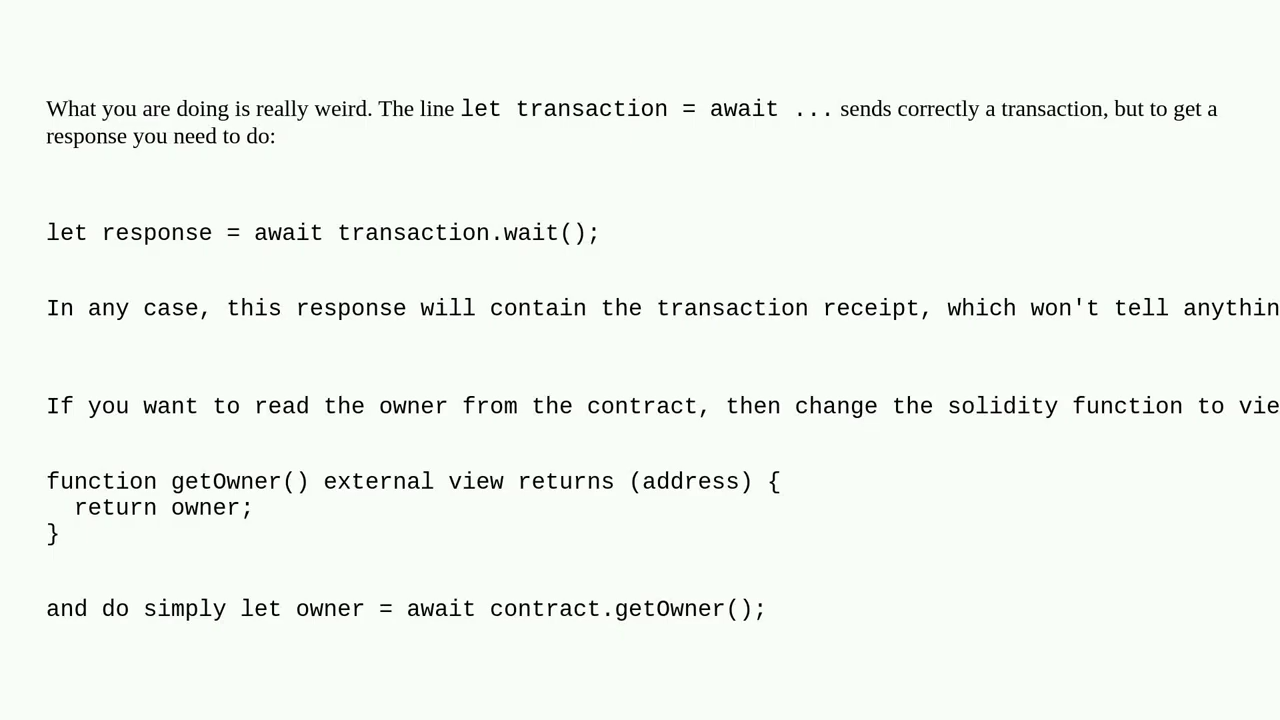 What you are doing is really weird. The line let transaction = await ... sends correctly a transaction, but to get a
response you need to do:
let response = await transaction.wait();
In any case, this response will contain the transaction receipt, which won't tell anythin
If you want to read the owner from the contract, then change the solidity function to vie
function getOwner() external view returns (address) {
  return owner;
}
and do simply let owner = await contract.getOwner();